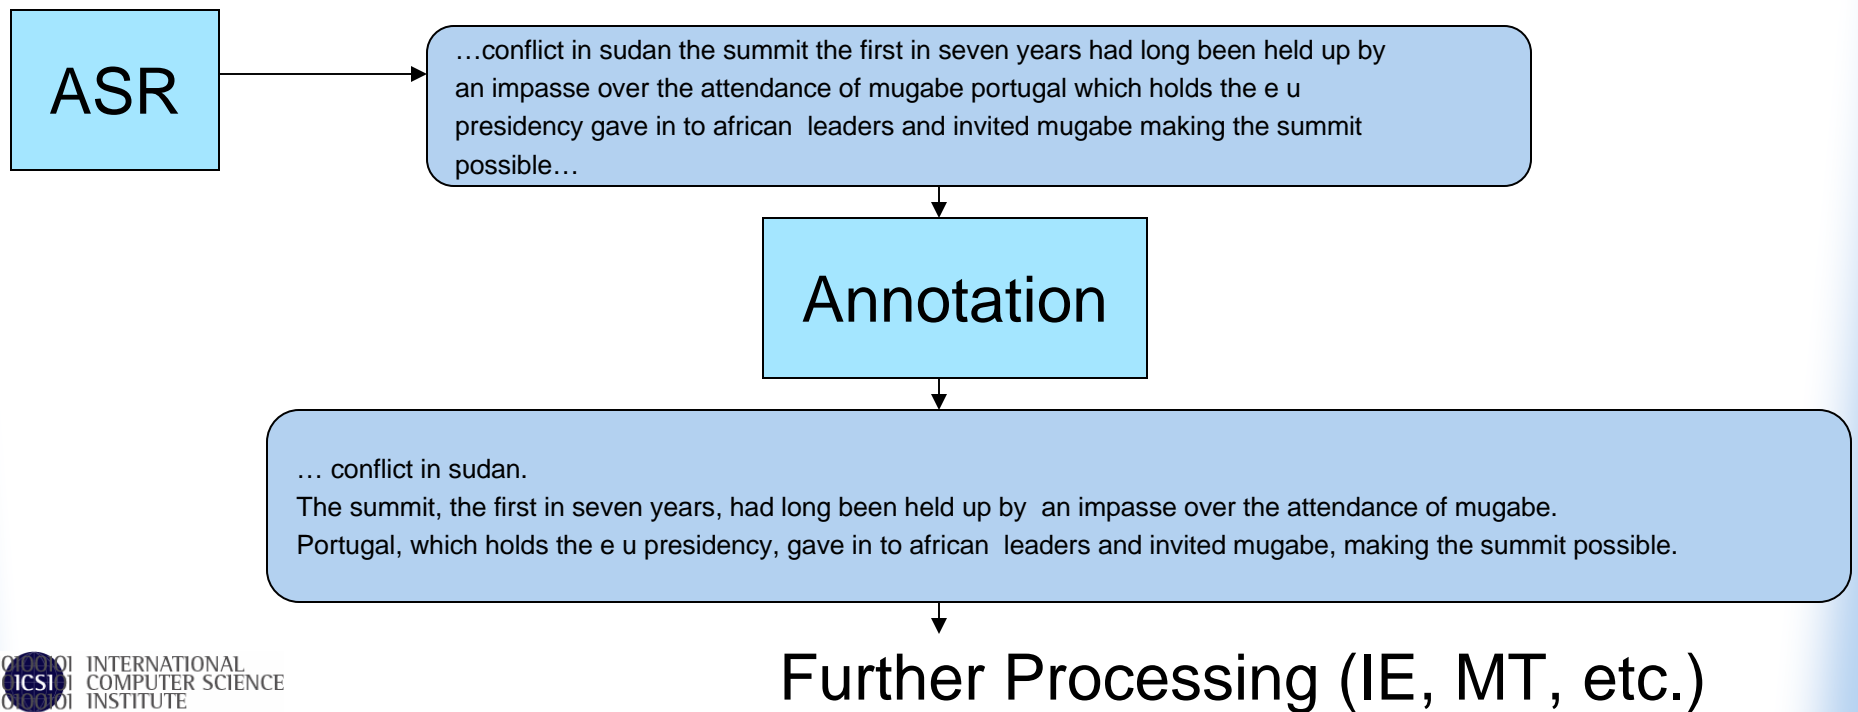 ASR
…conflict in sudan the summit the first in seven years had long been held up by
an impasse over the attendance of mugabe portugal which holds the e u
presidency gave in to african  leaders and invited mugabe making the summit
possible…
Annotation
… conflict in sudan.
The summit, the first in seven years, had long been held up by  an impasse over the attendance of mugabe.
Portugal, which holds the e u presidency, gave in to african  leaders and invited mugabe, making the summit possible.
Further Processing (IE, MT, etc.)
ICSI
INTERNATIONAL
COMPUTER SCIENCE
INSTITUTE